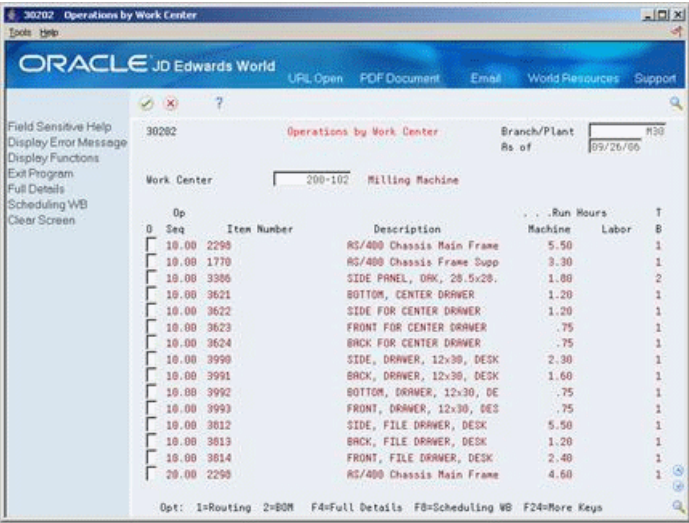 30202 Operations by Work Center
Tools Help
ORACLE JD Edwards World
URL Open PDF Document Email World Resources Support
?
Field Sensitive Help
Display Error Message
Display Functions
Exit Program
Full Details
Scheduling WB
Clear Screen
30202 Operations by Work Center Branch/Plant M30
As of 09/26/06
Work Center 200-102 Milling Machine
Op . . .Run Hours T
O Seq Item Number Description Machine Labor B
10.00 2298 AS/400 Chassis Main Frame 5.50 1
10.00 1770 AS/400 Chassis Frame Supp 3.30 1
10.00 3386 SIDE PANEL, OAK, 28.5x28. 1.80 2
10.00 3621 BOTTOM, CENTER DRAWER 1.20 1
10.00 3622 SIDE FOR CENTER DRAWER 1.20 1
10.00 3623 FRONT FOR CENTER DRAWER .75 1
10.00 3624 BACK FOR CENTER DRAWER .75 1
10.00 3990 SIDE, DRAWER, 12x30, DESK 2.30 1
10.00 3991 BACK, DRAWER, 12x30, DESK 1.60 1
10.00 3992 BOTTOM, DRAWER, 12x30, DE .75 1
10.00 3993 FRONT, DRAWER, 12x30, DES .75 1
10.00 3812 SIDE, FILE DRAWER, DESK 5.50 1
10.00 3813 BACK, FILE DRAWER, DESK 1.20 1
10.00 3814 FRONT, FILE DRAWER, DESK 2.40 1
20.00 2298 AS/400 Chassis Main Frame 4.60 1
Opt: 1=Routing 2=BOM F4=Full Details F8=Scheduling WB F24=More Keys